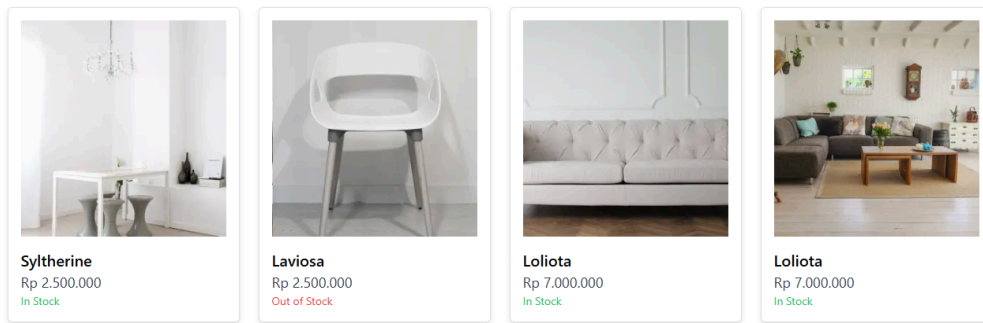 Syltherine
Rp 2.500.000
In Stock
Laviosa
Rp 2.500.000
Out of Stock
Loliota
Rp 7.000.000
In Stock
Loliota
Rp 7.000.000
In Stock